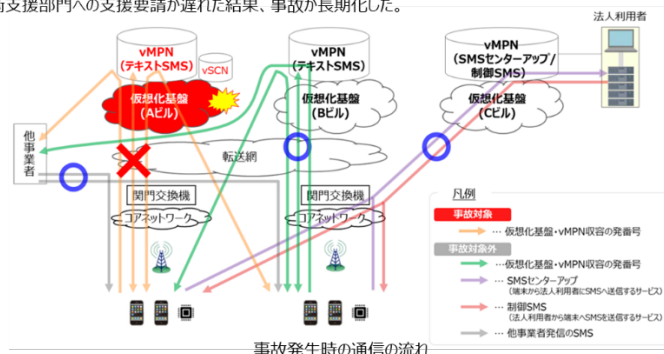 術支援部門への支援要請が遅れた結果、事故が長期化した。
法人利用者
vMPN
(テキストSMS)
vSCN
vMPN
(テキストSMS)
vMPN
(SMSセンターアップ/
制御SMS)
仮想化基盤
(Aビル)
仮想化基盤
(Bビル)
仮想化基盤
(Cビル)
他事業者
転送網
関門交換機
関門交換機
コアネットワーク
コアネットワーク
凡例
事故対象
… 仮想化基盤・vMPN収容の発番号
事故対象外
…仮想化基盤・vMPN収容の発番号
… SMSセンターアップ
(端末から法人利用者にSMSへ送信するサービス)
… 制御SMS
(法人利用者から端末へSMSを送信するサービス)
… 他事業者発信のSMS
事故発生時の通信の流れ